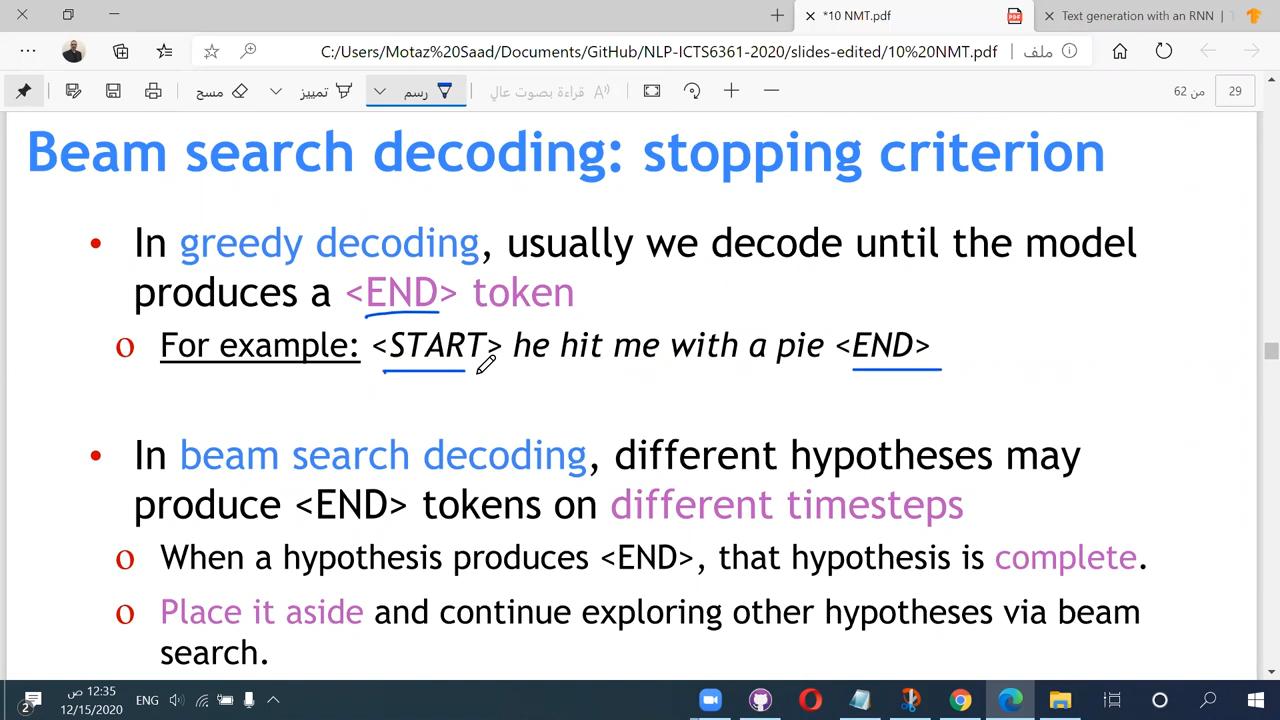 *10 NMT.pdf
Text generation with an RNN | T
C:/Users/Motaz%20Saad/Documents/GitHub/NLP-ICTS6361-2020/slides-edited/10%20NMT.pdf
ملف
مسح
تمييز
رسم
قراءة بصوت عالٍ
من 62
29
Beam search decoding: stopping criterion
• In greedy decoding, usually we decode until the model
produces a <END> token
o For example: <START> he hit me with a pie <END>
• In beam search decoding, different hypotheses may
produce <END> tokens on different timesteps
o When a hypothesis produces <END>, that hypothesis is complete.
o Place it aside and continue exploring other hypotheses via beam
search.
2
12:35 ص
12/15/2020
ENG